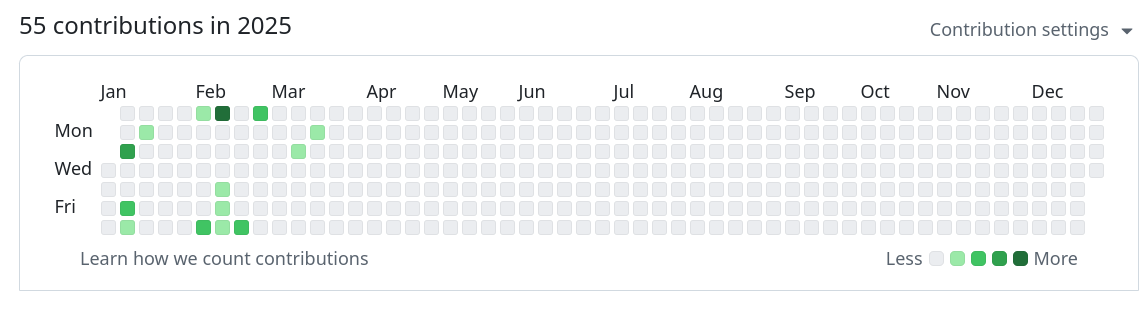 55 contributions in 2025
Contribution settings
Jan Feb Mar Apr May Jun Jul Aug Sep Oct Nov Dec
Mon
Wed
Fri
Learn how we count contributions
Less More